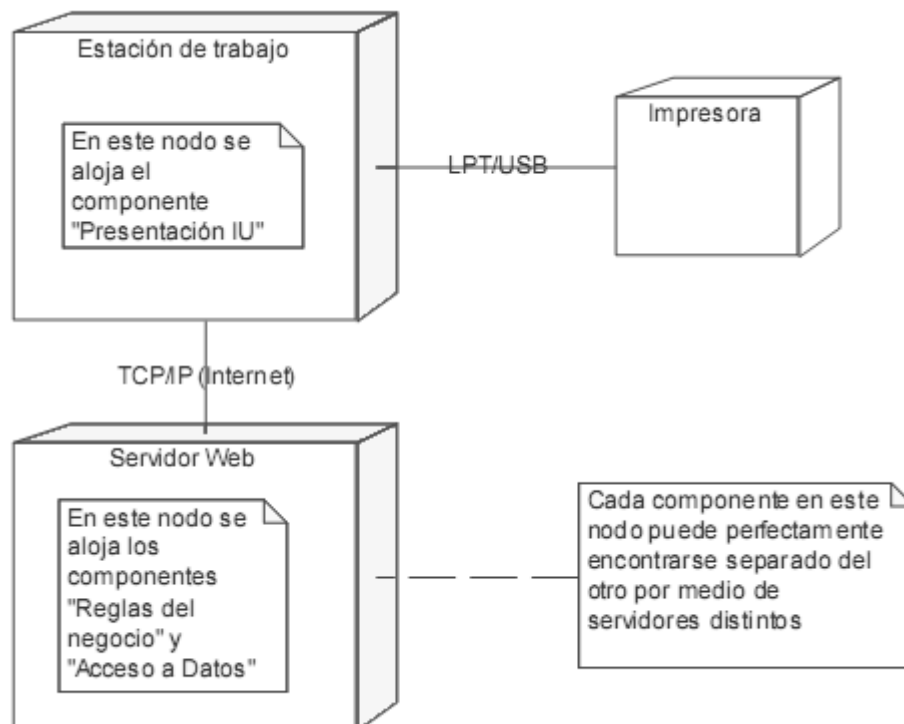 Estación de trabajo
En este nodo se
aloja el
componente
"Presentación IU"
LPT/USB
Impresora
TCP/IP (Internet)
Servidor Web
En este nodo se
aloja los
componentes
"Reglas del
negocio" y
"Acceso a Datos"
Cada componente en este
nodo puede perfectamente
encontrarse separado del
otro por medio de
servidores distintos